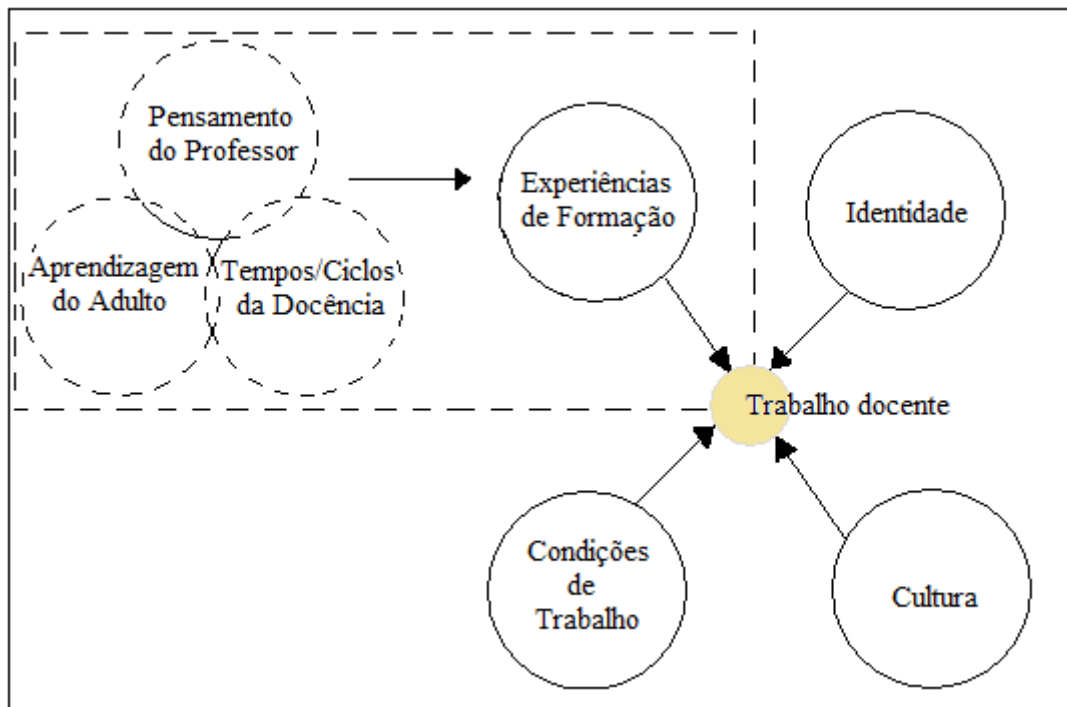 Pensamento
do Professor
Aprendizagem
do Adulto
Tempos/Ciclos
da Docência
Experiências
de Formação
Identidade
Trabalho docente
Condições
de
Trabalho
Cultura